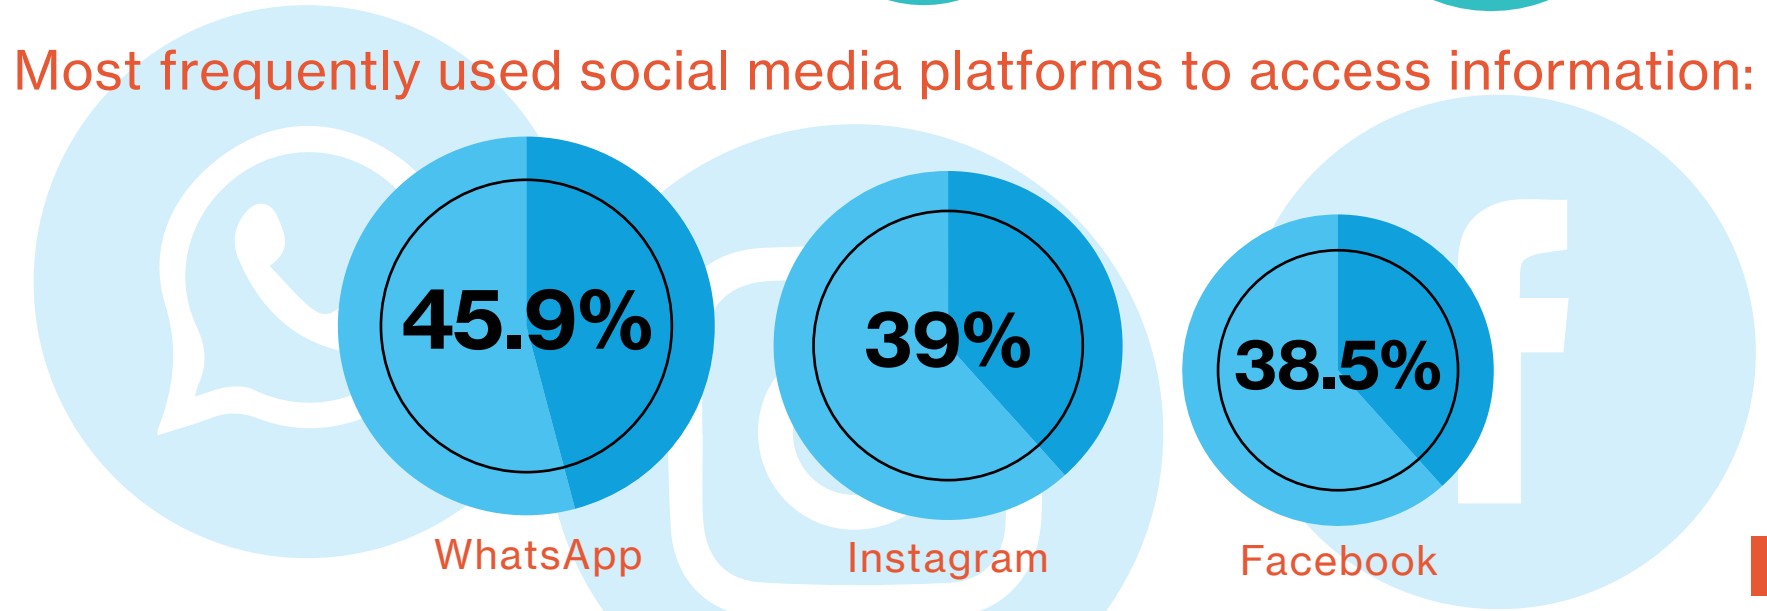 Most frequently used social media platforms to access information:
45.9%
39%
38.5%
WhatsApp
Instagram
Facebook